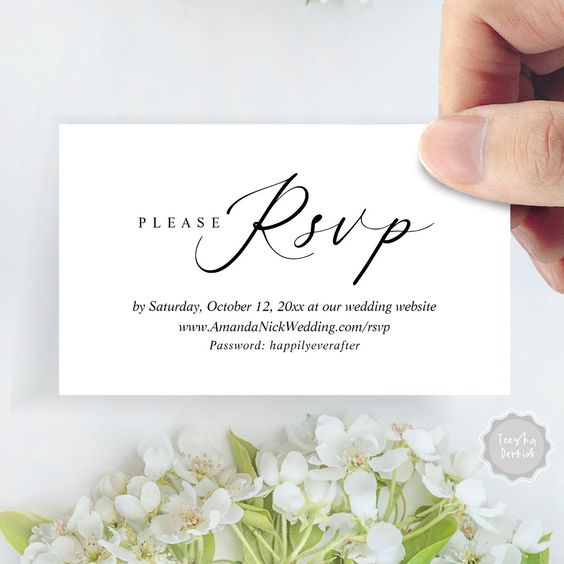 PLEASE Rsvp
by Saturday, October 12, 20xx at our wedding website
www.AmandaNickWedding.com/rsvp
Password: happilyeverafter
Teesha
Derrick